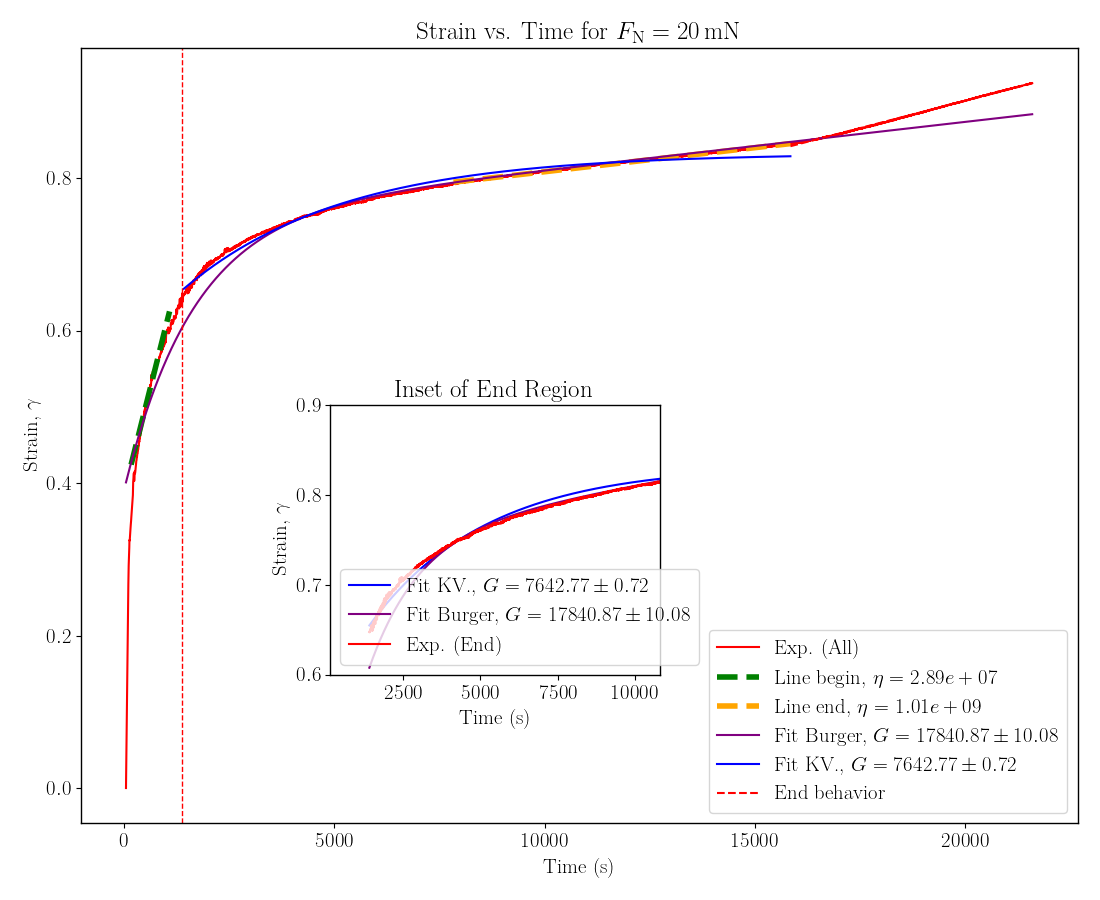 Strain vs. Time for F_N = 20 mN
Strain, γ
0.8
0.6
0.4
0.2
0.0
0
5000
10000
15000
20000
Time (s)
Inset of End Region
Strain, γ
0.9
0.8
0.7
0.6
2500
5000
7500
10000
Time (s)
Fit KV., G = 7642.77 ± 0.72
Fit Burger, G = 17840.87 ± 10.08
Exp. (End)
Exp. (All)
Line begin, η = 2.89e + 07
Line end, η = 1.01e + 09
Fit Burger, G = 17840.87 ± 10.08
Fit KV., G = 7642.77 ± 0.72
End behavior